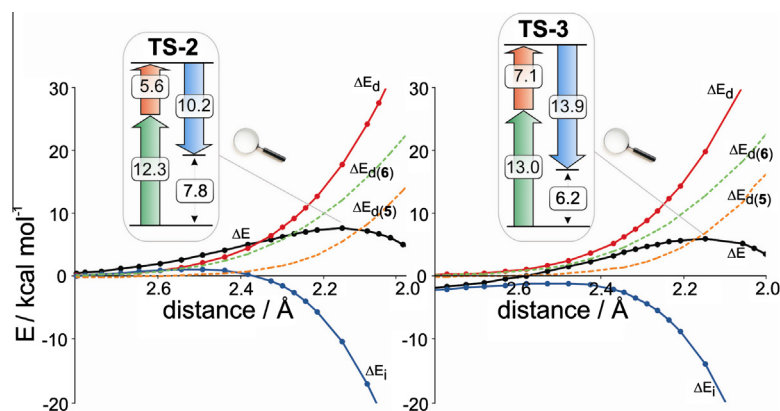 TS-2
5.6
10.2
12.3
7.8
30
20
10
0
-10
-20
E / kcal mol-1
ΔEd
ΔEd(6)
ΔEd(5)
ΔE
ΔEi
2.6
2.4
2.2
2.0
distance / Å
TS-3
7.1
13.9
13.0
6.2
30
20
10
0
-10
-20
ΔEd
ΔEd(6)
ΔEd(5)
ΔE
ΔEi
2.6
2.4
2.2
2.0
distance / Å